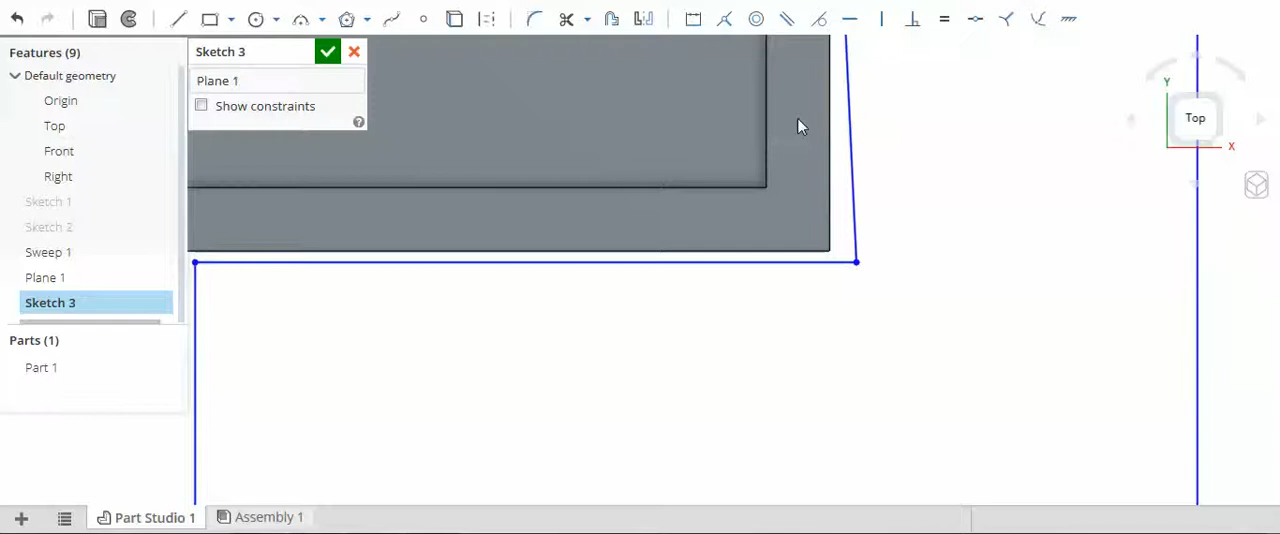 Features (9)
Default geometry
Origin
Top
Front
Right
Sketch 1
Sketch 2
Sweep 1
Plane 1
Sketch 3
Parts (1)
Part 1
Sketch 3
Plane 1
Show constraints
Y
Top
X
Part Studio 1
Assembly 1